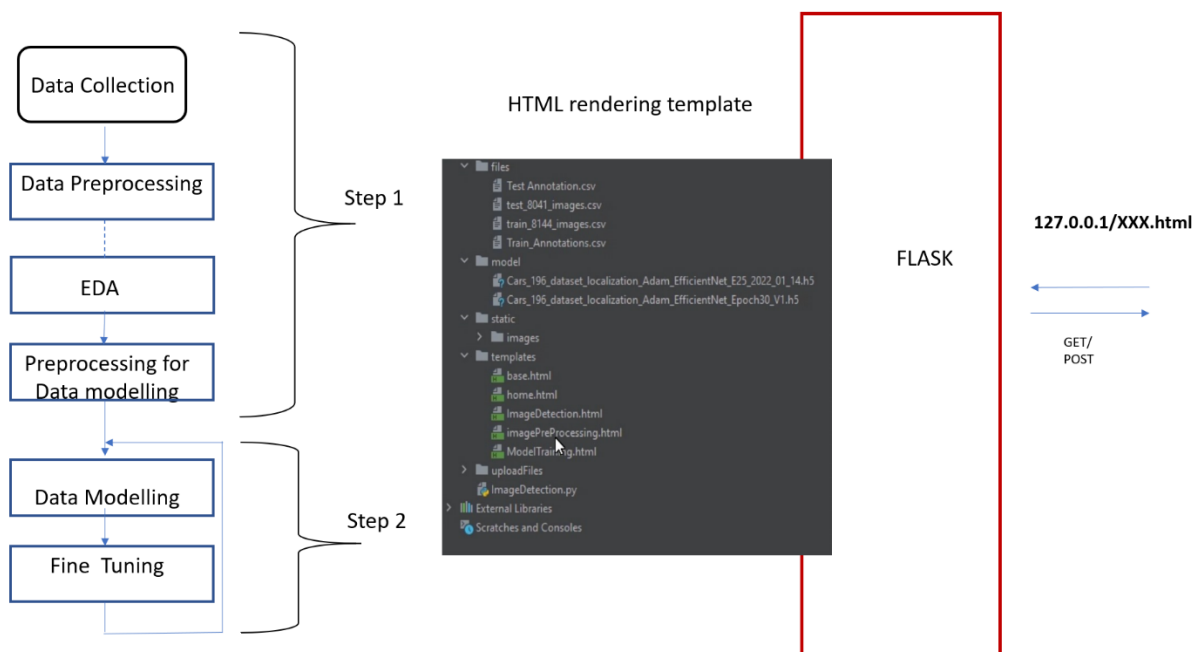 Data Collection
Data Preprocessing
EDA
Preprocessing for
Data modelling
Step 1
Data Modelling
Fine Tuning
Step 2
HTML rendering template
files
Test Annotation.csv
test_8041_images.csv
train_8144_images.csv
Train_Annotations.csv
model
Cars_196_dataset_localization_Adam_EfficientNet_E25_2022_01_14.h5
Cars_196_dataset_localization_Adam_EfficientNet_Epoch30_V1.h5
static
images
templates
base.html
home.html
ImageDetection.html
imagePreProcessing.html
ModelTraining.html
uploadFiles
ImageDetection.py
External Libraries
Scratches and Consoles
FLASK
127.0.0.1/XXX.html
GET/
POST